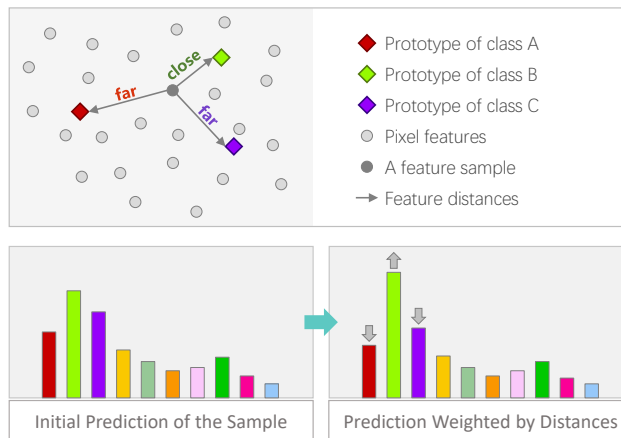 close
far
far
Prototype of class A
Prototype of class B
Prototype of class C
Pixel features
A feature sample
Feature distances
Initial Prediction of the Sample
Prediction Weighted by Distances